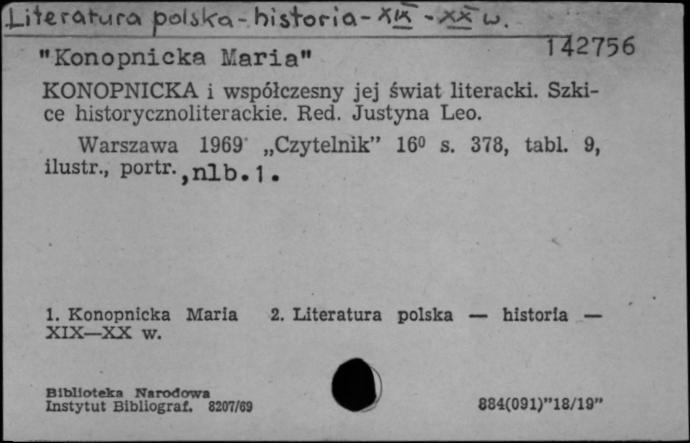 Literatura polska - historia - XIX - XX w.
142756
"Konopnicka Maria"
KONOPNICKA i współczesny jej świat literacki. Szki-
ce historycznoliterackie. Red. Justyna Leo.
Warszawa 1969 „Czytelnik” 16⁰ s. 378, tabl. 9,
ilustr., portr., nlb. 1.
1. Konopnicka Maria 2. Literatura polska — historia —
XIX—XX w.
Biblioteka Narodowa
Instytut Bibliograf. 8207/69
884(091)”18/19”